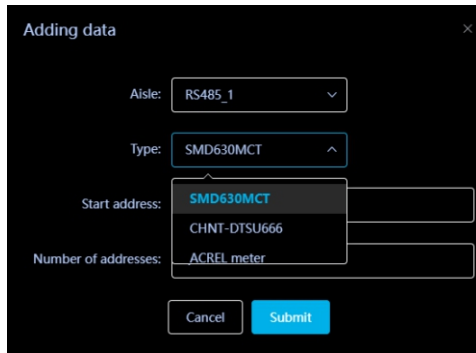 Adding data
Aisle: RS485_1
Type: SMD630MCT
Start address:
SMD630MCT
CHNT-DTSU666
Number of addresses:
ACREL meter
Cancel Submit